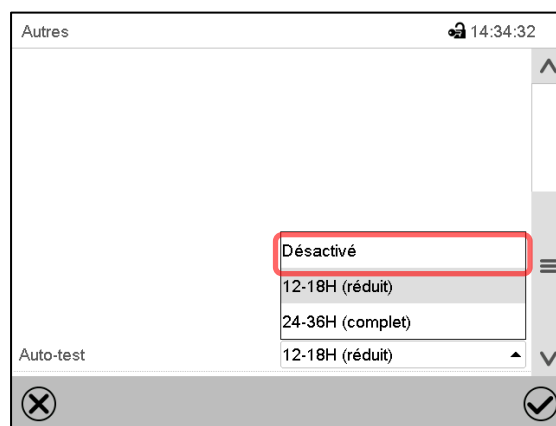 Autres 14:34:32
Désactivé
12-18H (réduit)
24-36H (complet)
Auto-test 12-18H (réduit)